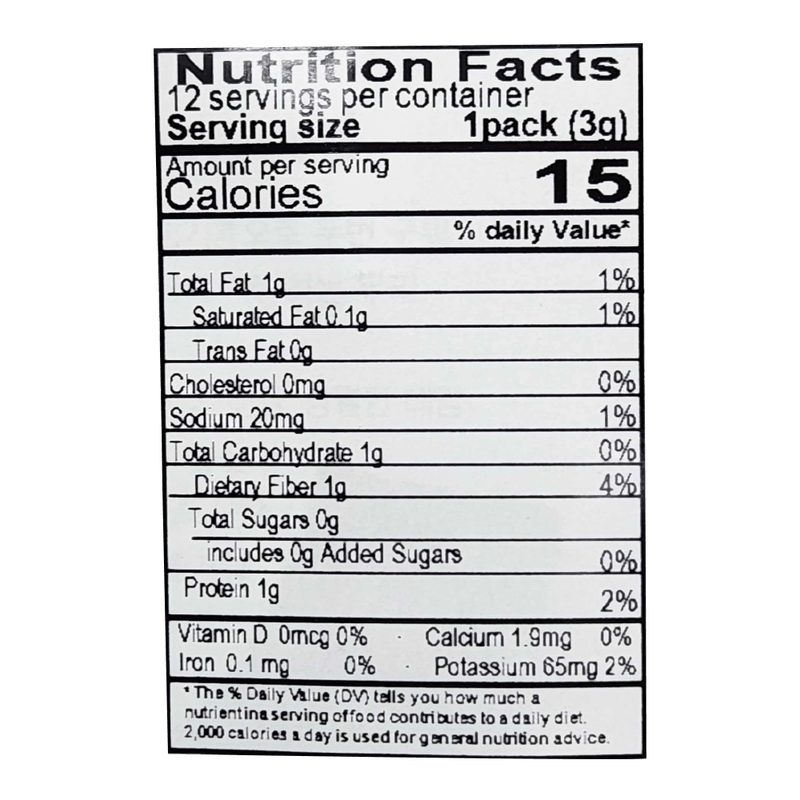 Nutrition Facts
12 servings per container
Serving size 1pack (3g)
Amount per serving
Calories 15
% daily Value*
Total Fat 1g 1%
Saturated Fat 0.1g 1%
Trans Fat 0g
Cholesterol 0mg 0%
Sodium 20mg 1%
Total Carbohydrate 1g 0%
Dietary Fiber 1g 4%
Total Sugars 0g
includes 0g Added Sugars 0%
Protein 1g 2%
Vitamin D 0mcg 0% · Calcium 1.9mg 0%
Iron 0.1 mg 0% · Potassium 65mg 2%
* The % Daily Value (DV) tells you how much a
nutrient in a serving of food contributes to a daily diet.
2,000 calories a day is used for general nutrition advice.